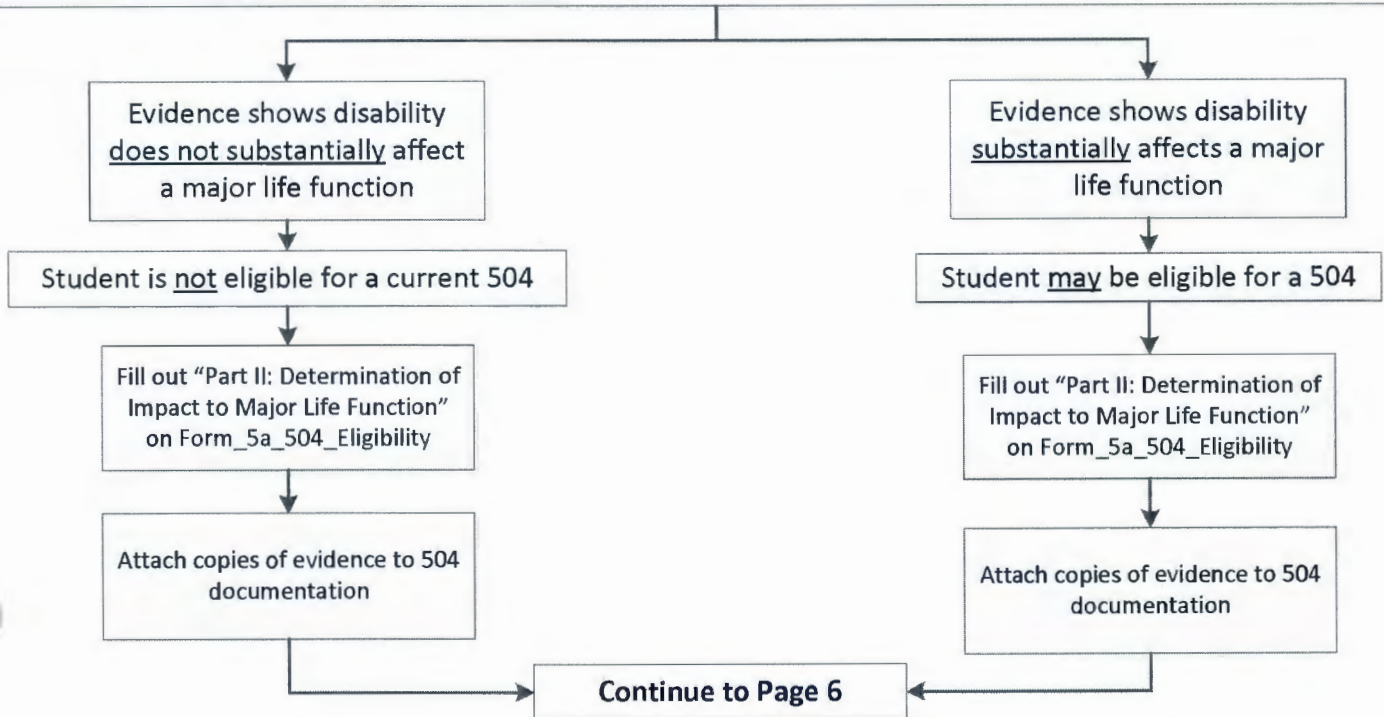 Evidence shows disability
does not substantially affect
a major life function
Student is not eligible for a current 504
Fill out “Part II: Determination of
Impact to Major Life Function”
on Form_5a_504_Eligibility
Attach copies of evidence to 504
documentation
Evidence shows disability
substantially affects a major
life function
Student may be eligible for a 504
Fill out “Part II: Determination of
Impact to Major Life Function”
on Form_5a_504_Eligibility
Attach copies of evidence to 504
documentation
Continue to Page 6